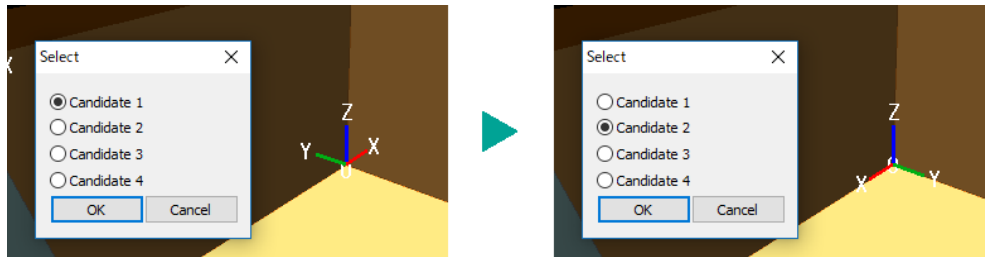 Select
X
Candidate 1
Candidate 2
Candidate 3
Candidate 4
OK Cancel
Z
Y X
Select
Candidate 1
Candidate 2
Candidate 3
Candidate 4
OK Cancel
Z
X Y